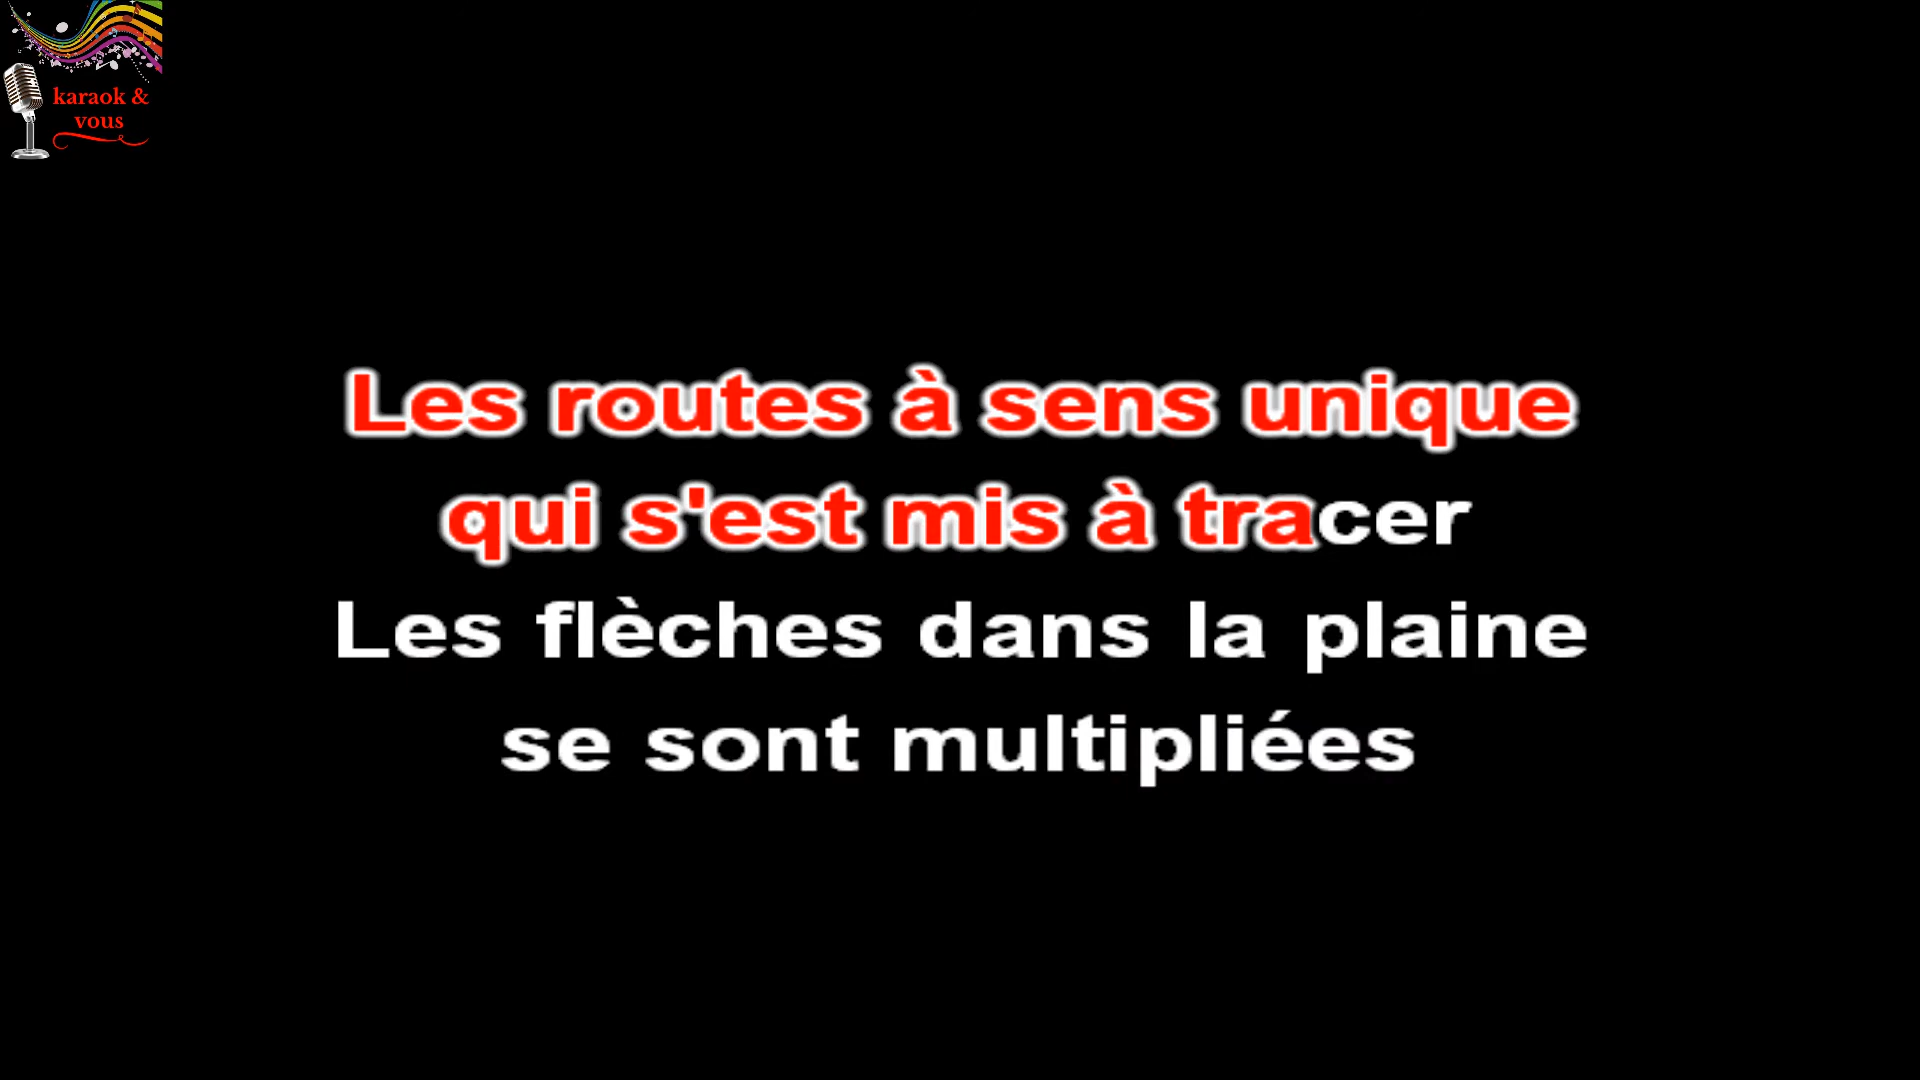 karaok &
vous
Les routes à sens unique
qui s'est mis à tracer
Les flèches dans la plaine
se sont multipliées